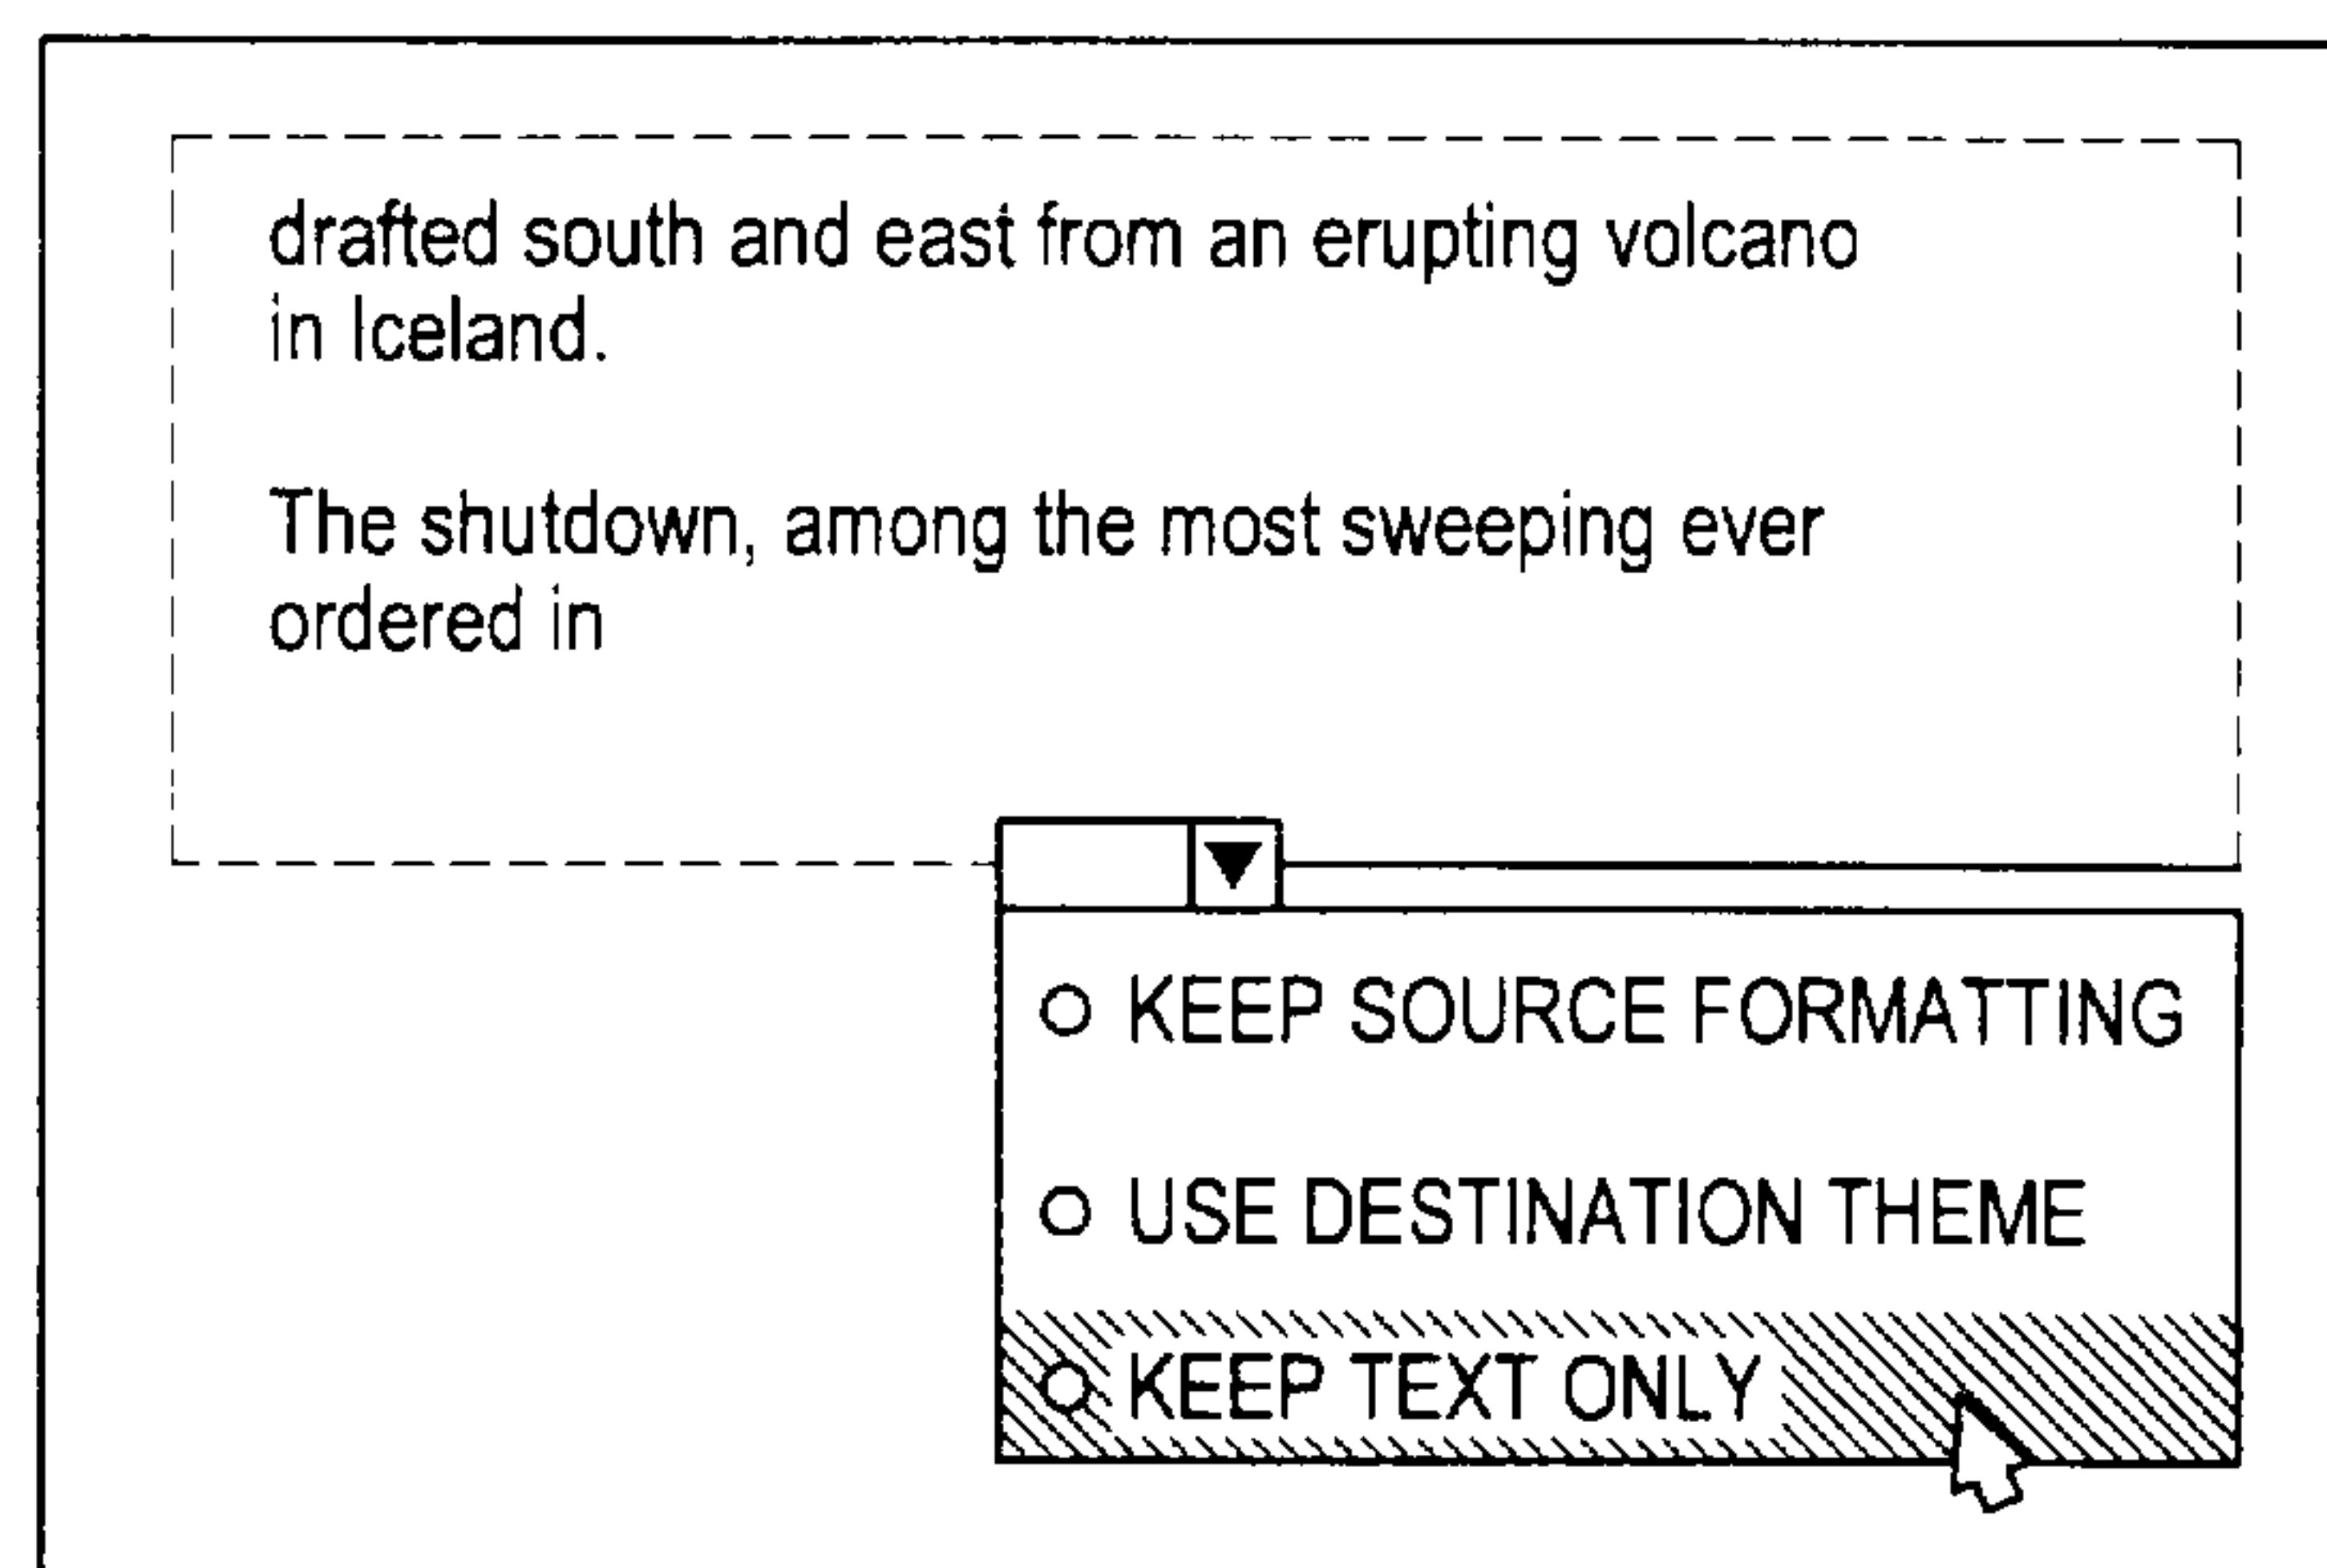 drafted south and east from an erupting volcano
in Iceland.
The shutdown, among the most sweeping ever
ordered in
KEEP SOURCE FORMATTING
USE DESTINATION THEME
KEEP TEXT ONLY